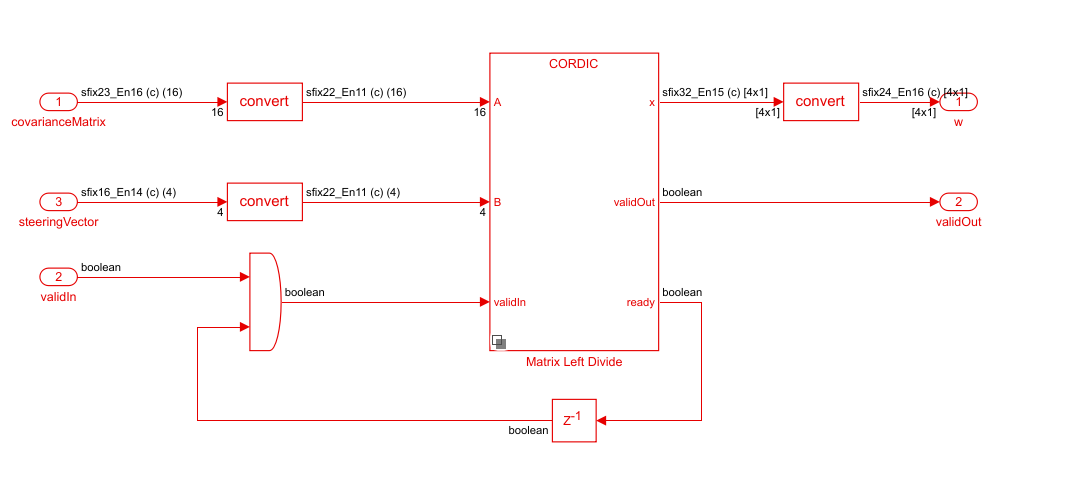 CORDIC
1
sfix23_En16 (c) (16)
16
convert
sfix22_En11 (c) (16)
16
A
x
sfix32_En15 (c) [4x1]
[4x1]
convert
sfix24_En16 (c) [4x1]
[4x1]
1
covarianceMatrix
w
3
sfix16_En14 (c) (4)
4
convert
sfix22_En11 (c) (4)
4
B
validOut
boolean
2
steeringVector
validOut
2
boolean
validIn
boolean
validIn
ready
boolean
Matrix Left Divide
z-1
boolean